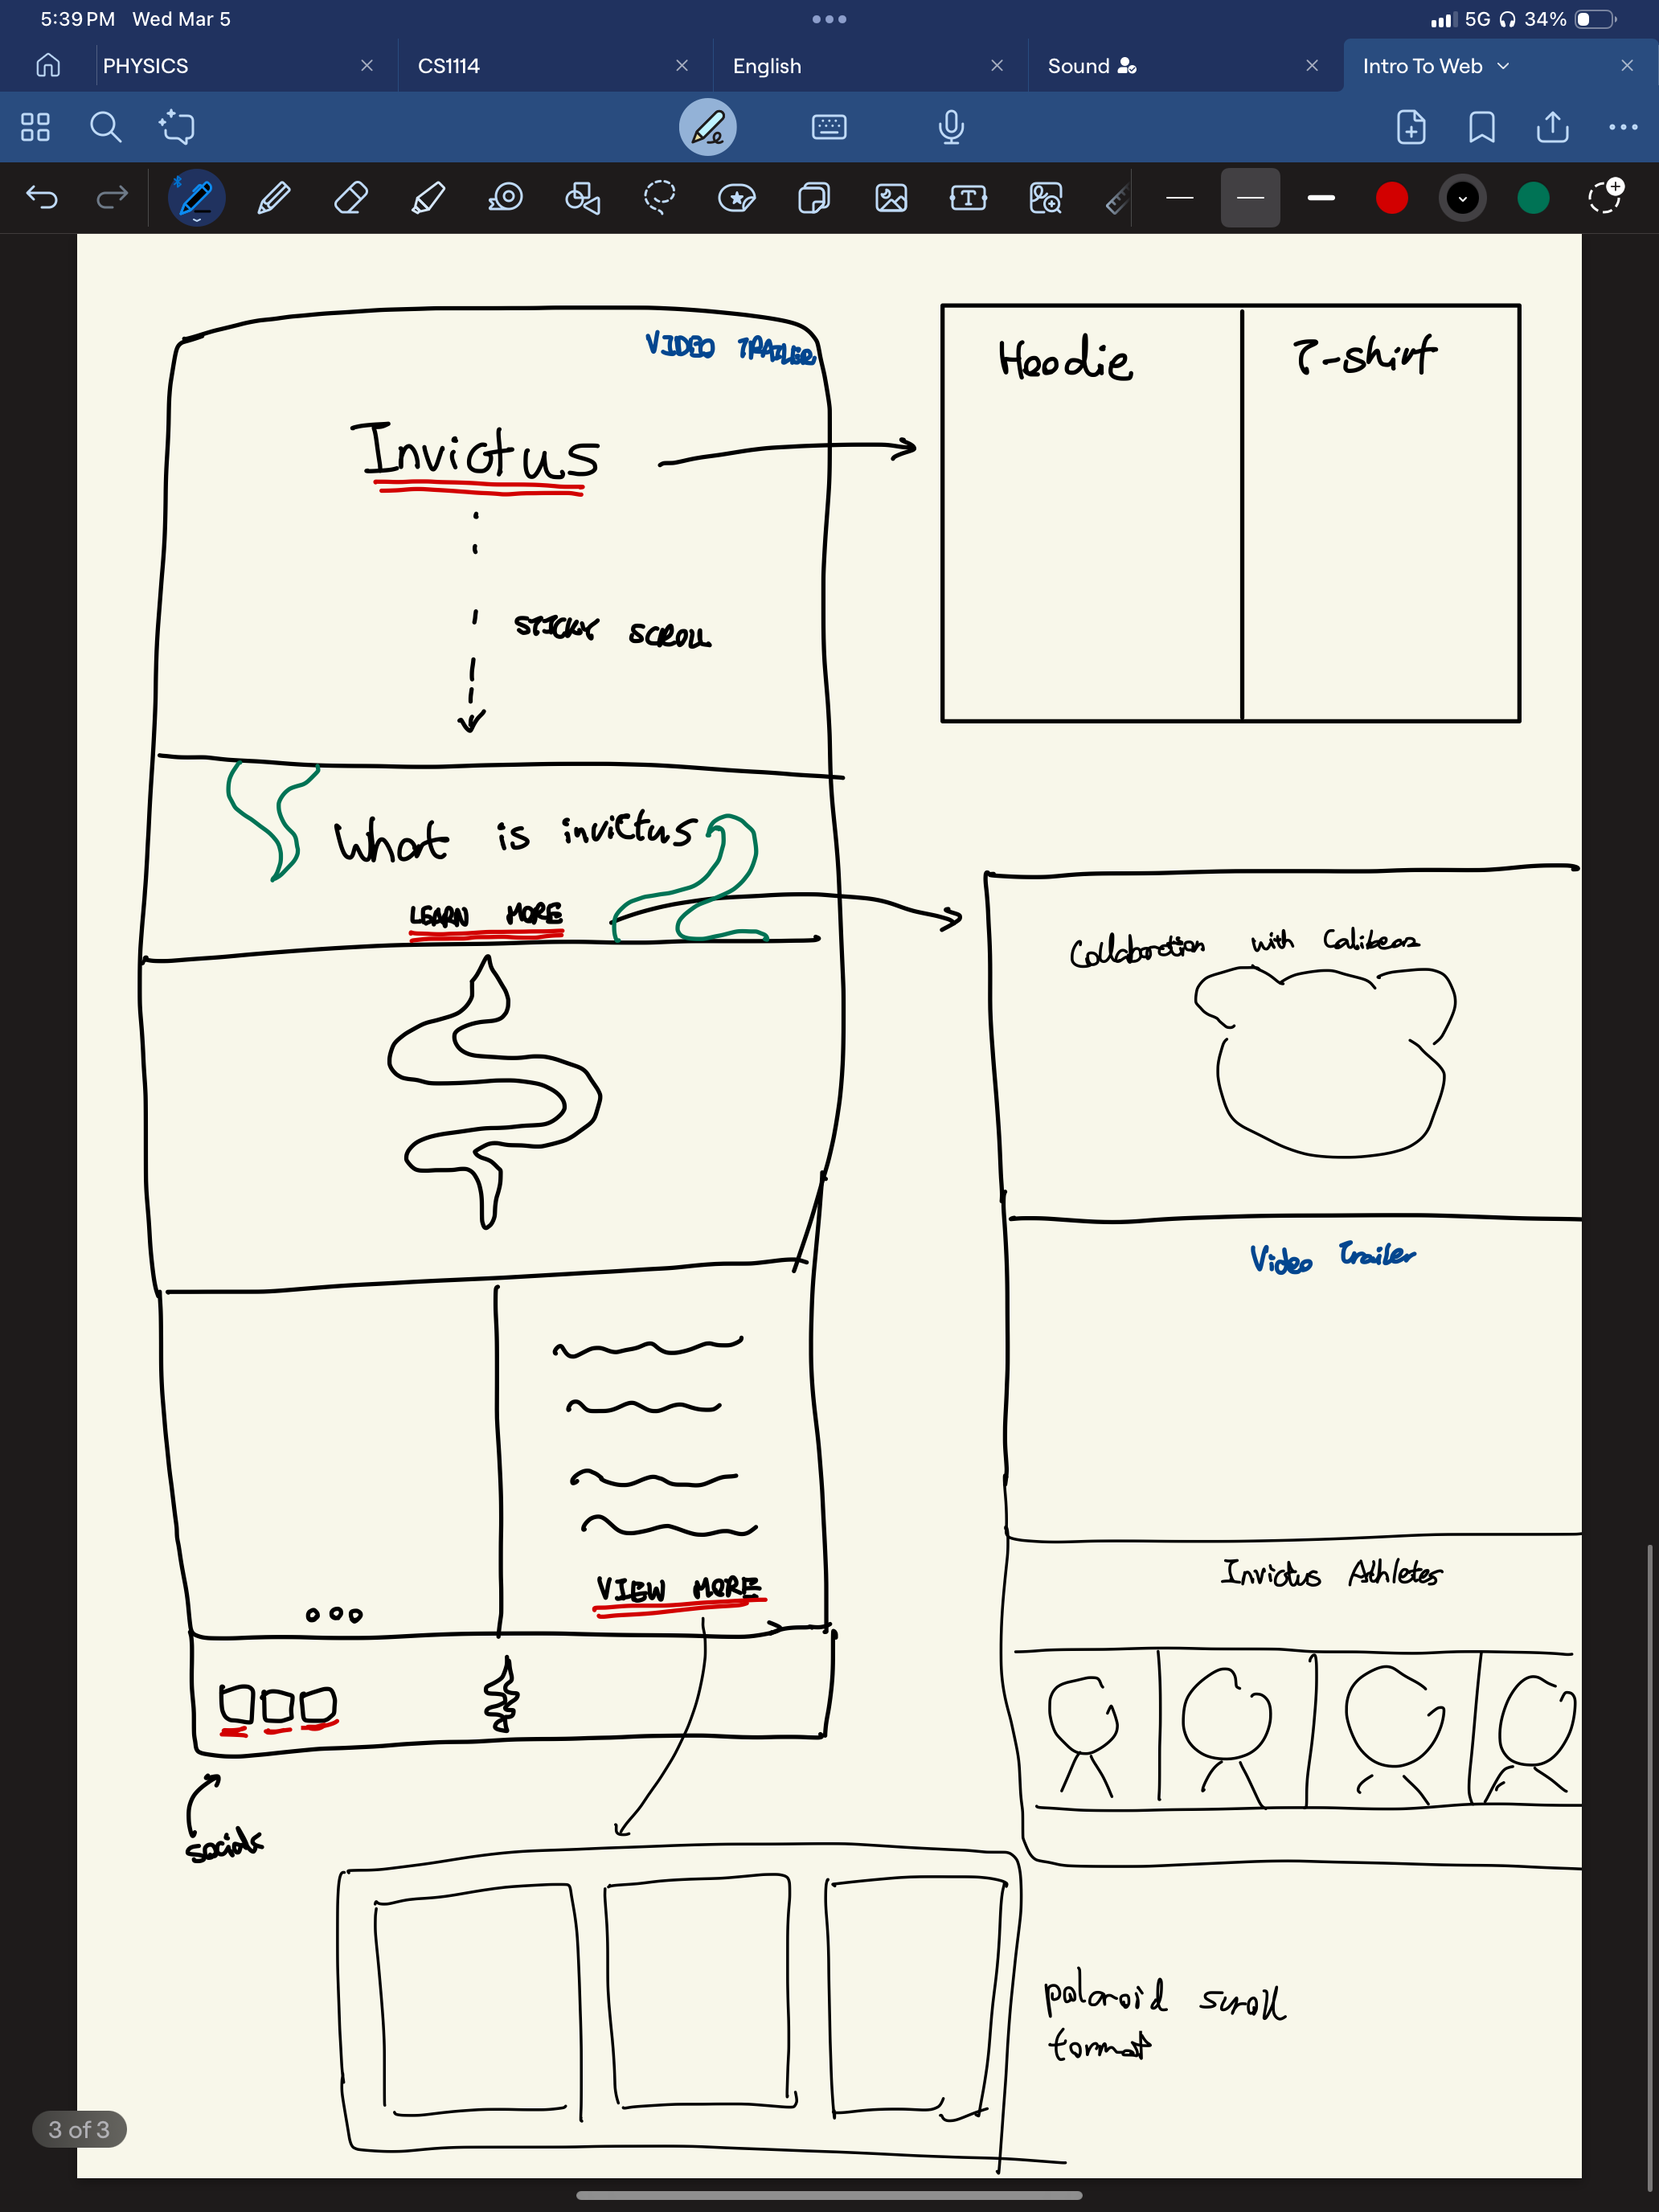 5:39 PM Wed Mar 5
5G 34%
PHYSICS
CS1114
English
Sound
Intro To Web
VIDEO TRAILER
Invictus
STICKY SCROLL
Hoodie
T-shirt
What is invictus
LEARN MORE
Collaboration with Calibear
Video Trailer
VIEW MORE
Invictus Athletes
socials
polaroid scroll
format
3 of 3